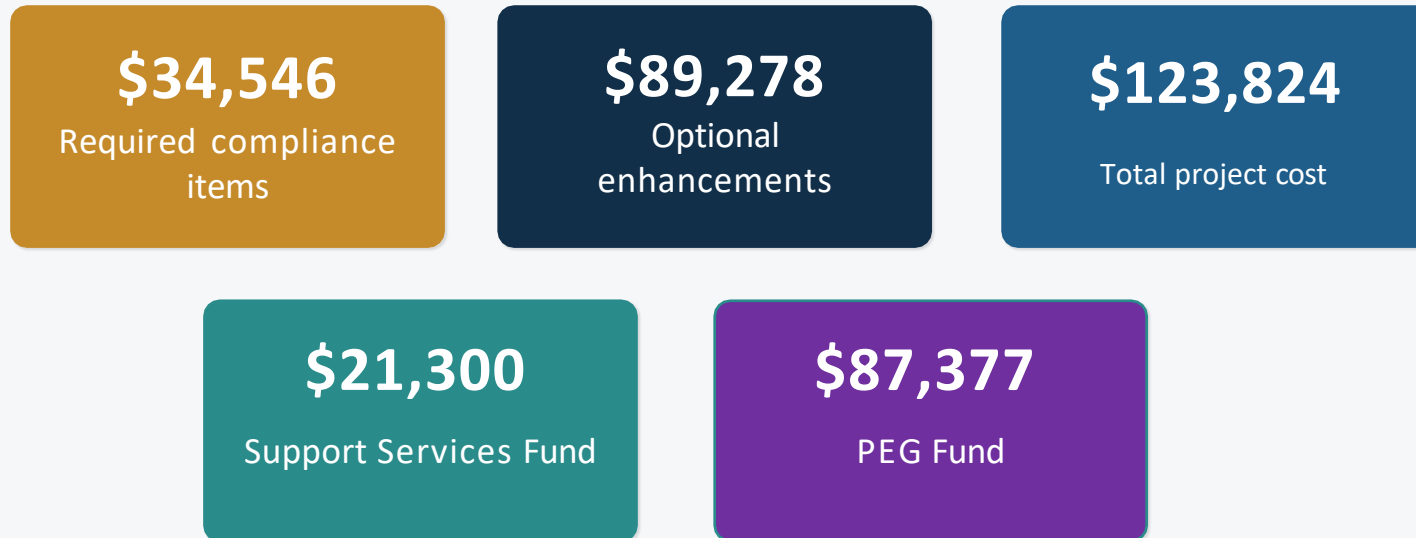 $34,546
Required compliance
items
$89,278
Optional
enhancements
$123,824
Total project cost
$21,300
Support Services Fund
$87,377
PEG Fund